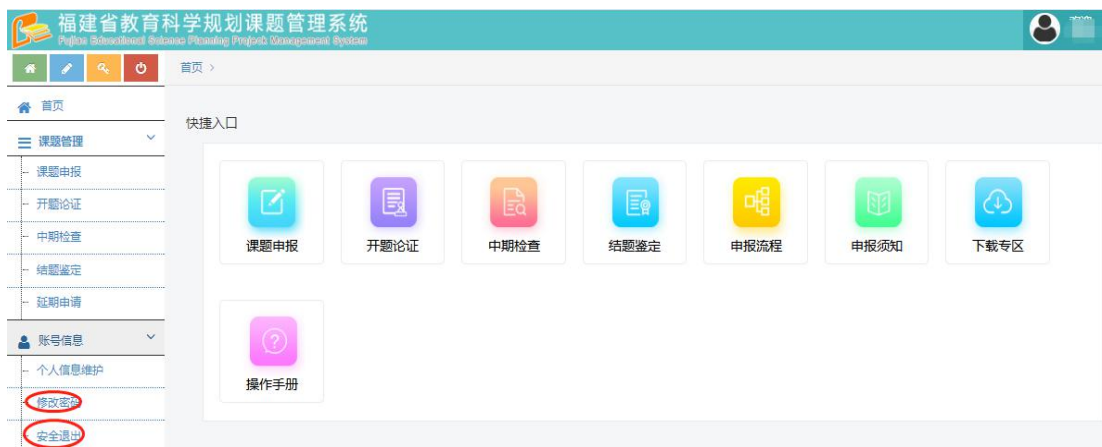 福建省教育科学规划课题管理系统
Fujian Educational Science Planning Project Management System
首页 >
首页
课题管理
课题申报
开题论证
中期检查
结题鉴定
延期申请
账号信息
个人信息维护
修改密码
安全退出
快捷入口
课题申报
开题论证
中期检查
结题鉴定
申报流程
申报须知
下载专区
操作手册